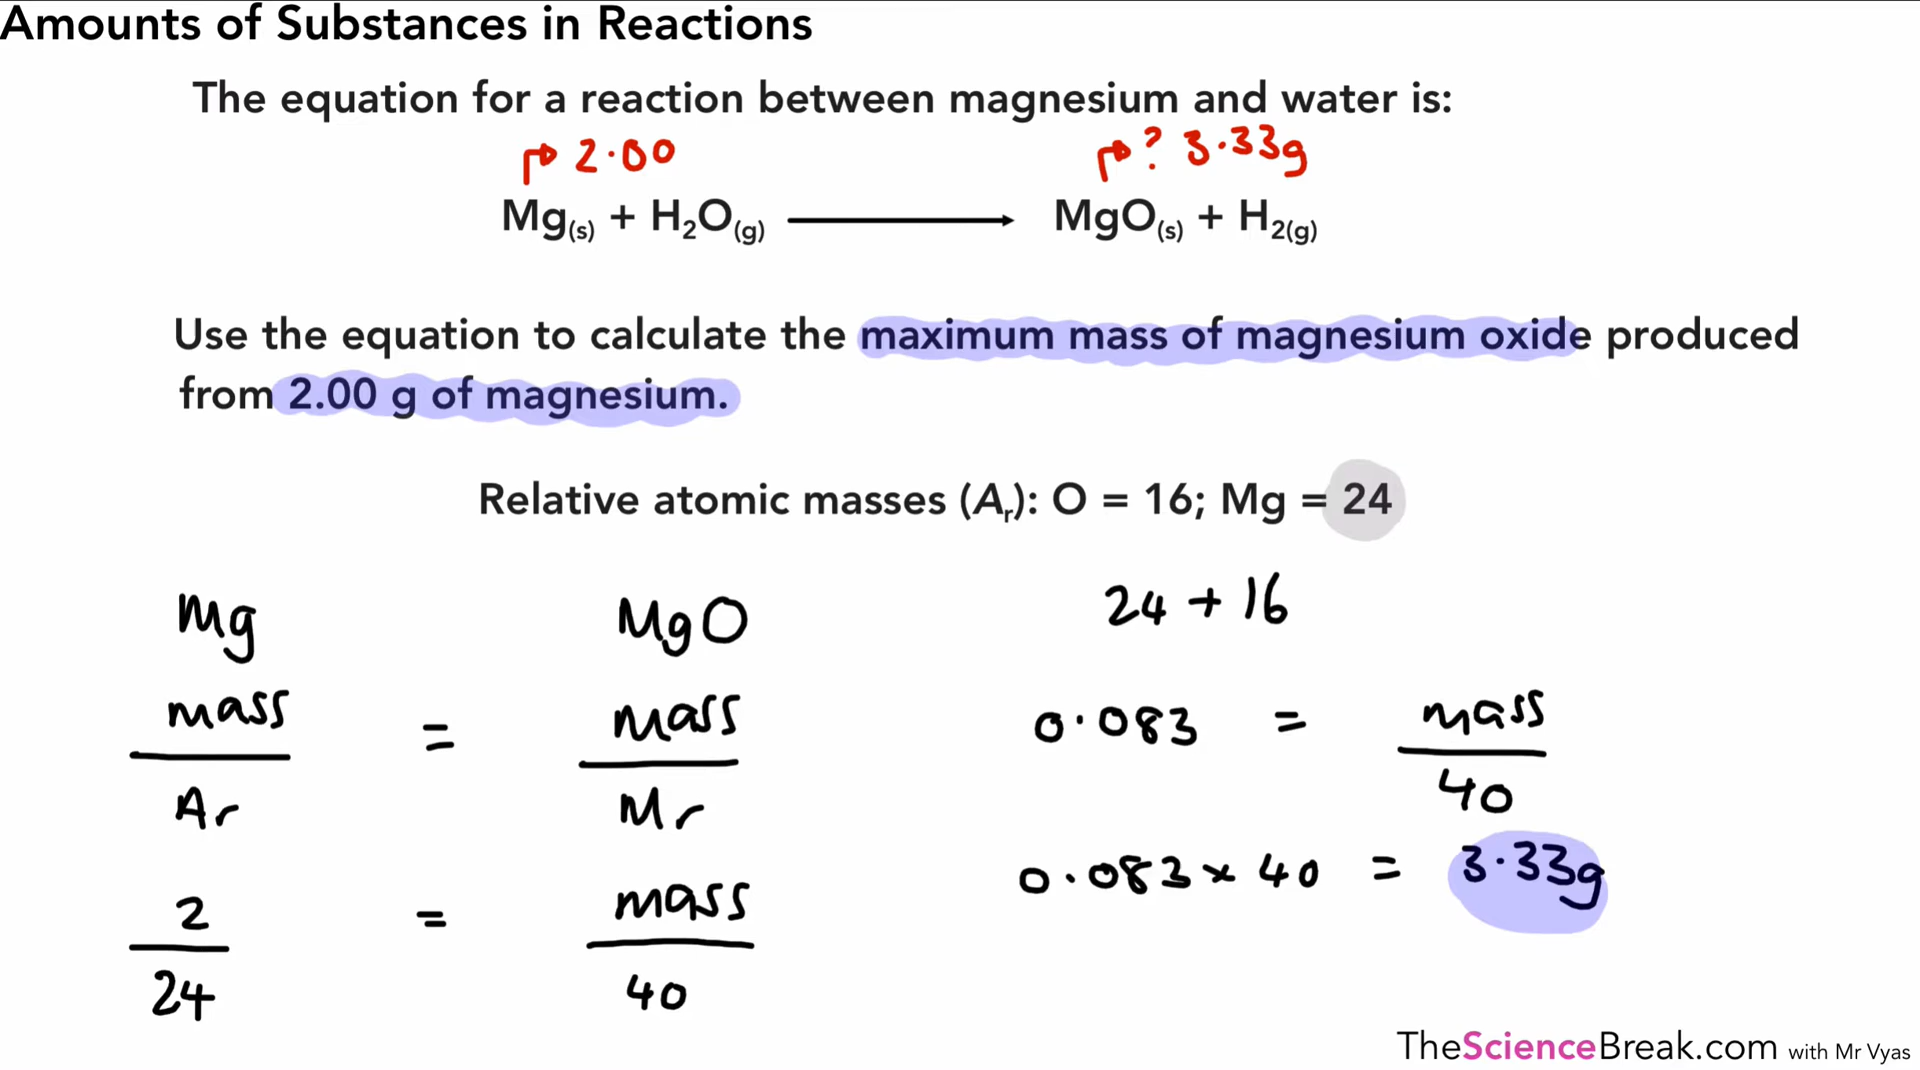 Amounts of Substances in Reactions
The equation for a reaction between magnesium and water is:
2.00 ? 3.33g
Mg(s) + H₂O(g) → MgO(s) + H₂(g)
Use the equation to calculate the maximum mass of magnesium oxide produced
from 2.00 g of magnesium.
Relative atomic masses (Aᵣ): O = 16; Mg = 24
Mg MgO 24 + 16
mass/Ar = mass/Mr 0.083 = mass/40
2/24 = mass/40 0.083 × 40 = 3.33g
TheScienceBreak.com with Mr Vyas